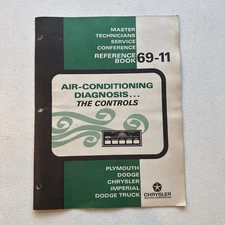 MASTER
TECHNICIANS
SERVICE
CONFERENCE
REFERENCE
BOOK 69-11
AIR-CONDITIONING
DIAGNOSIS...
THE CONTROLS
PLYMOUTH
DODGE
CHRYSLER
IMPERIAL
DODGE TRUCK
CHRYSLER